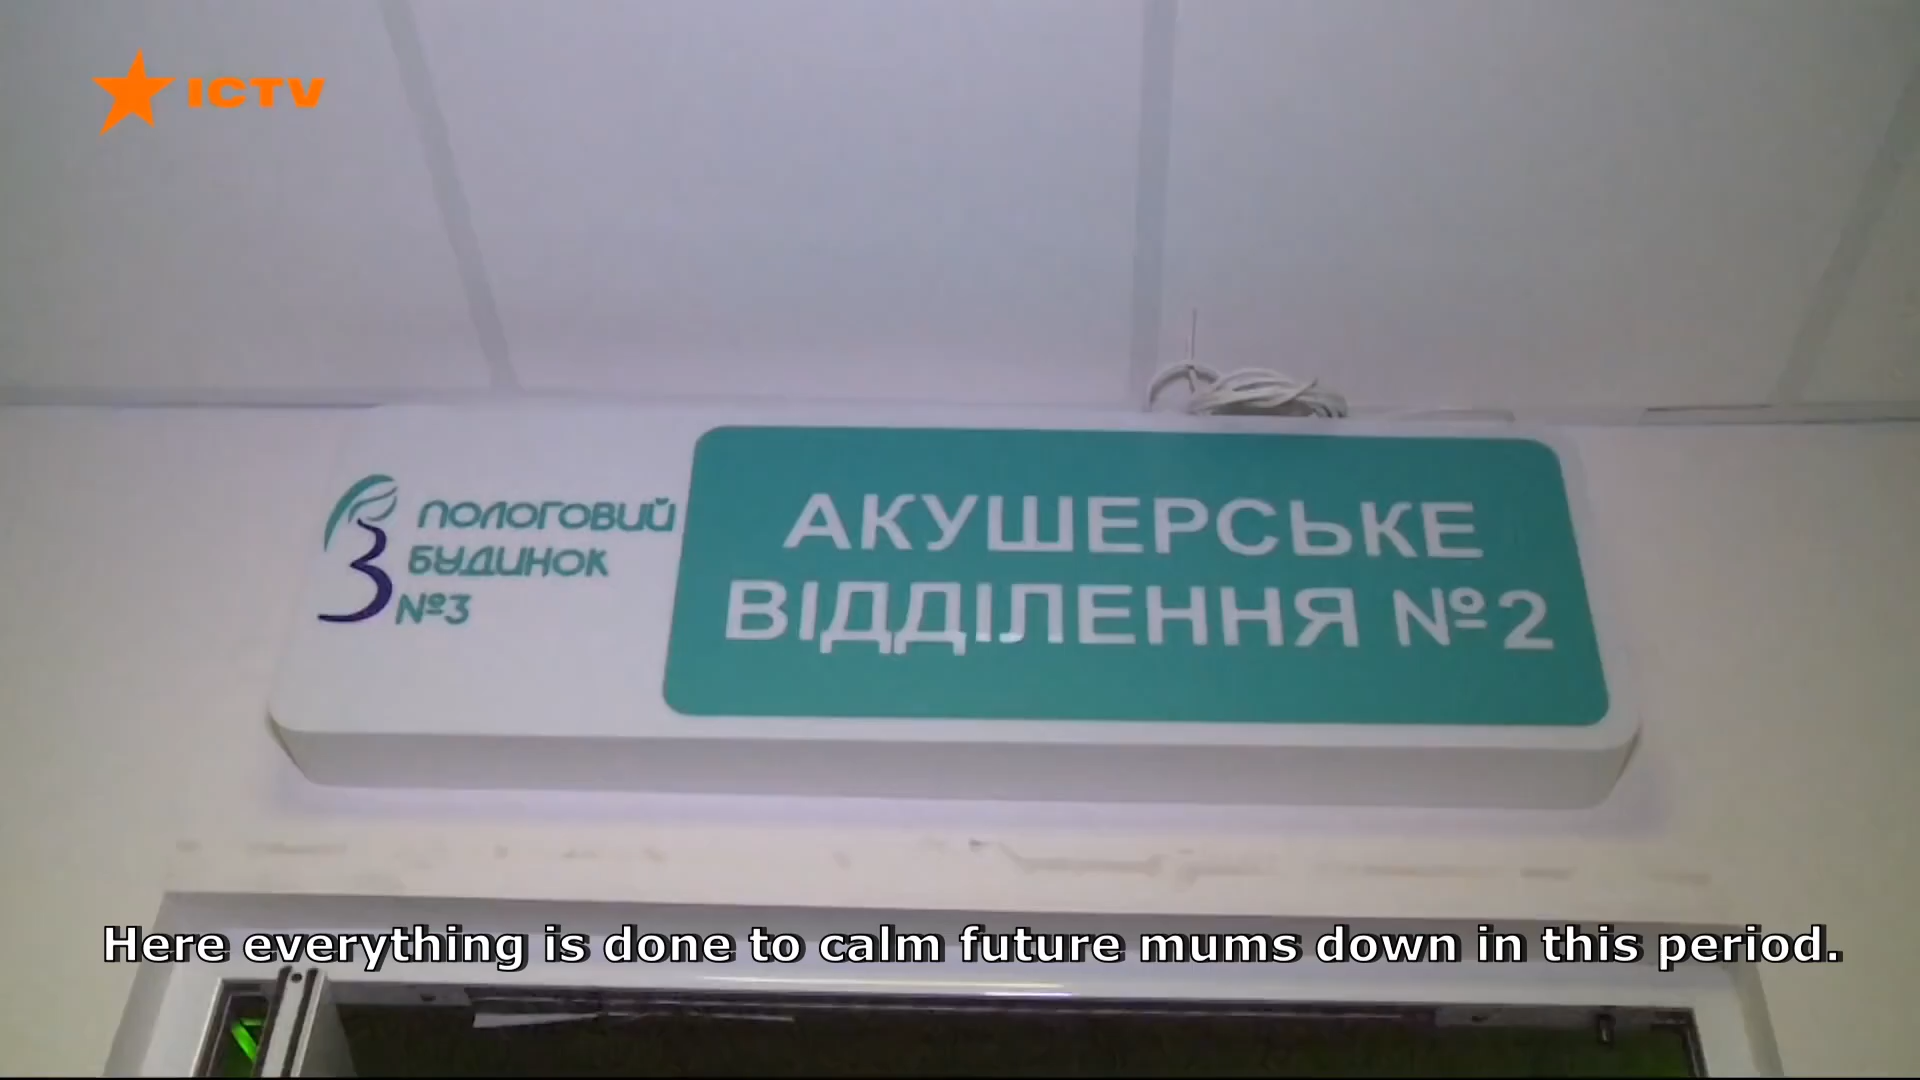 ICTV
ПОЛОГОВИЙ
БУДИНОК
№3
АКУШЕРСЬКЕ
ВІДДІЛЕННЯ №2
Here everything is done to calm future mums down in this period.